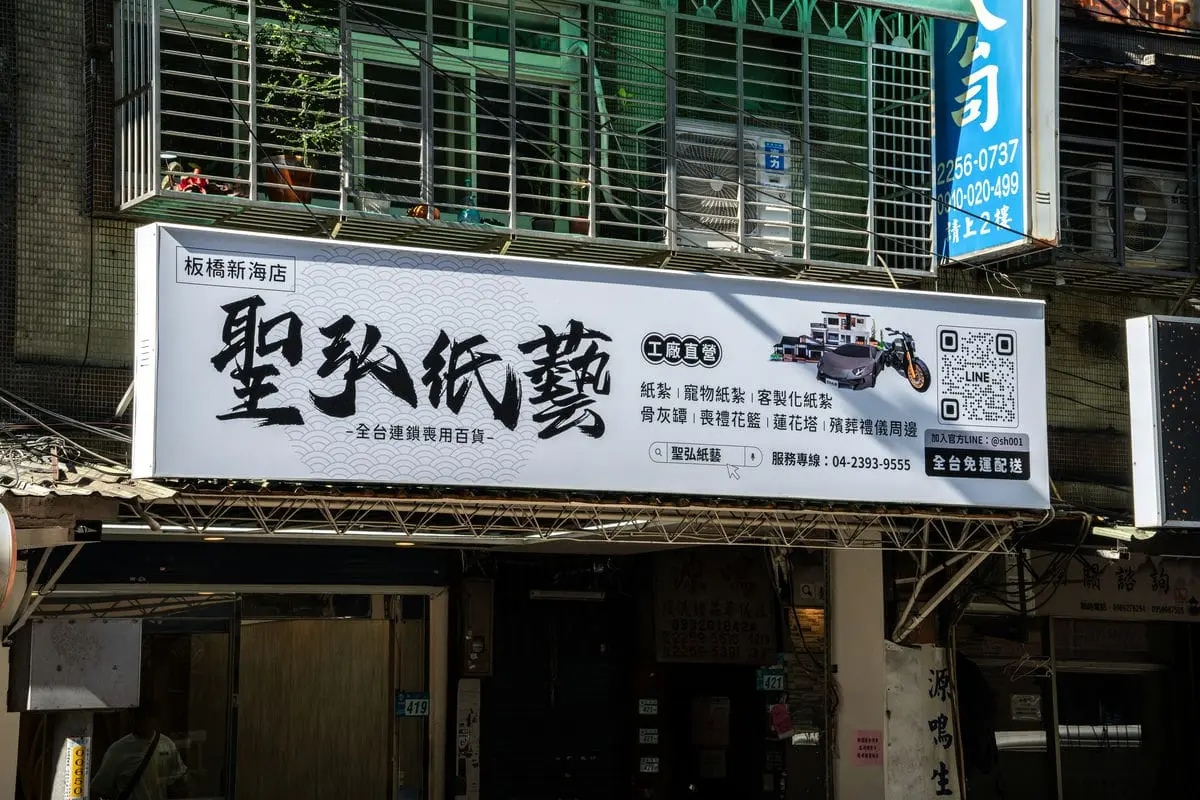 1992
公司
2256-0737
0910-020-499
請上2樓
板橋新海店
聖弘紙藝
-全台連鎖喪用百貨-
工廠直營
紙紮 | 寵物紙紮 | 客製化紙紮
骨灰罈 | 喪禮花籃 | 蓮花塔 | 殯葬禮儀周邊
聖弘紙藝
服務專線：04-2393-9555
LINE
加入官方LINE：@sh001
全台免運配送
419
421
源鳴生
00650